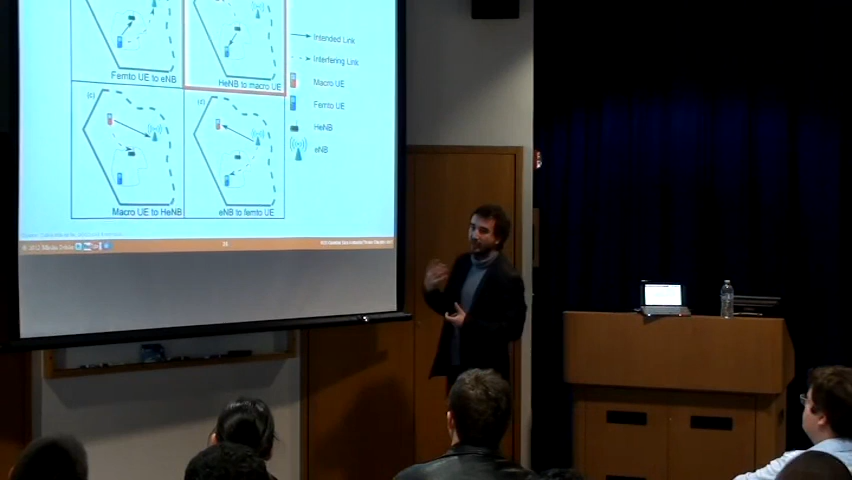 Intended Link
Interfering Link
Femto UE to eNB
HeNB to macro UE
Macro UE
Femto UE
HeNB
eNB
(c)
(d)
Macro UE to HeNB
eNB to femto UE